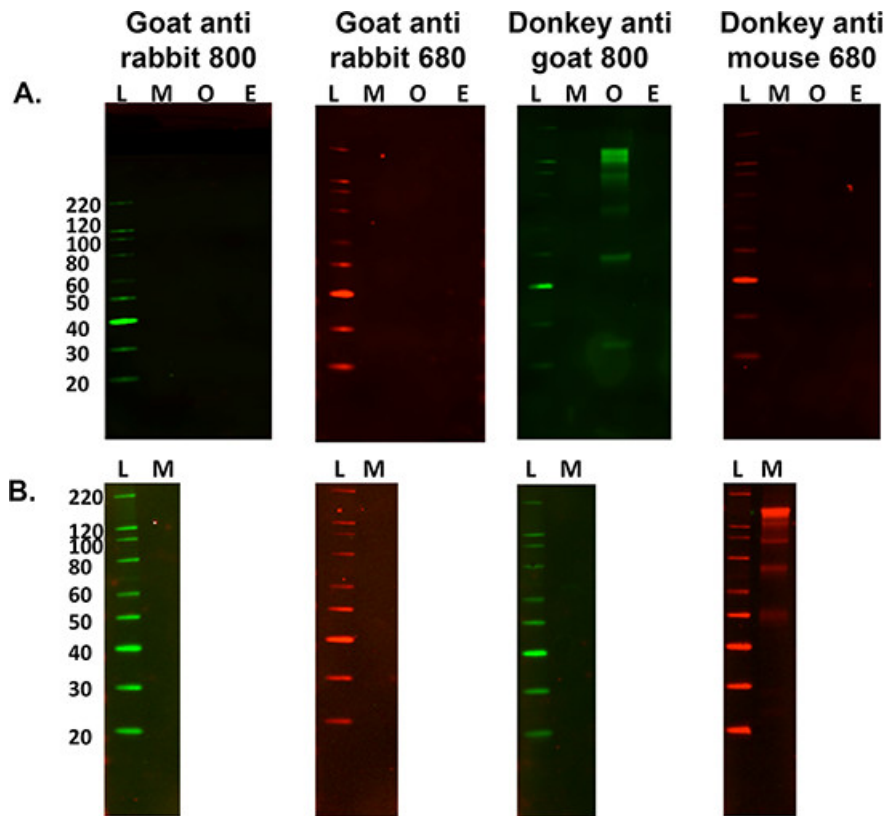 Goat anti rabbit 800
Goat anti rabbit 680
Donkey anti goat 800
Donkey anti mouse 680
A.
L M O E
L M O E
L M O E
L M O E
220
120
100
80
60
50
40
30
20
B.
L M
L M
L M
L M
220
120
100
80
60
50
40
30
20